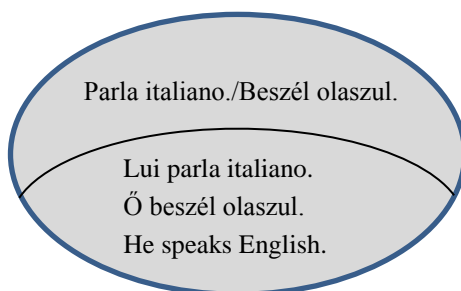 Parla italiano./Beszél olaszul.
Lui parla italiano.
Ő beszél olaszul.
He speaks English.